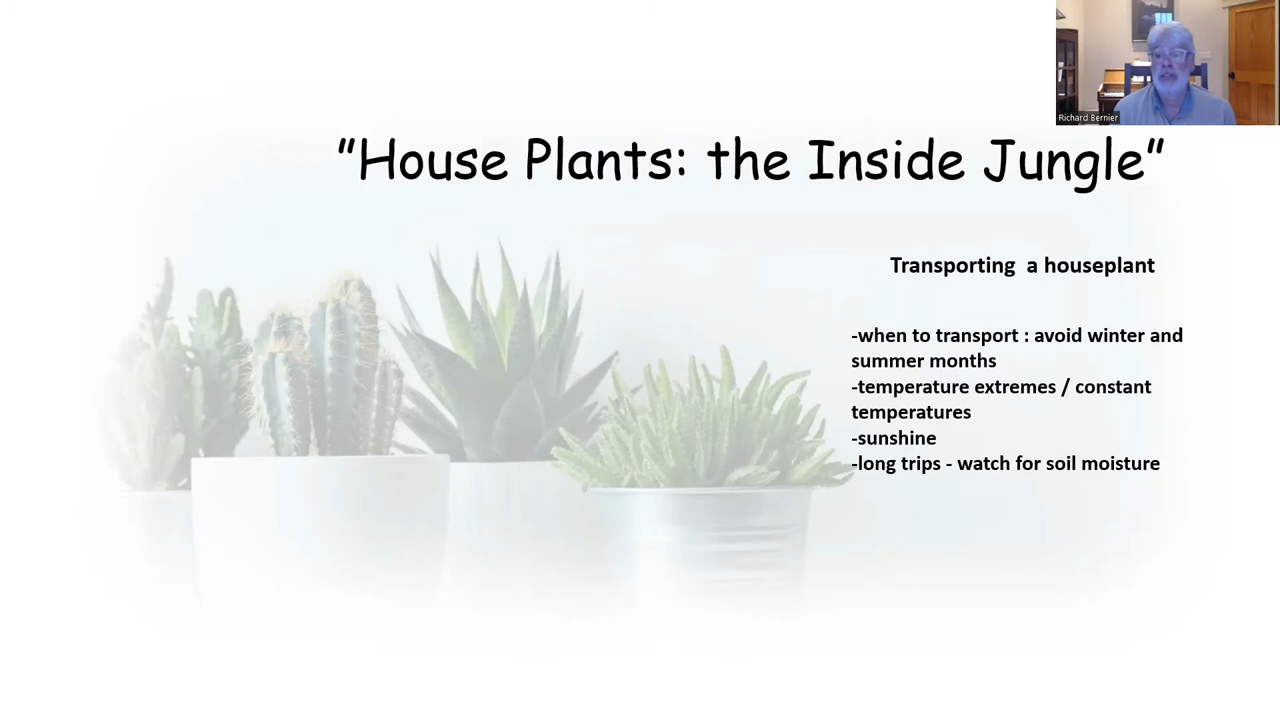 Richard Bernier
"House Plants: the Inside Jungle"
Transporting a houseplant
-when to transport : avoid winter and
summer months
-temperature extremes / constant
temperatures
-sunshine
-long trips - watch for soil moisture